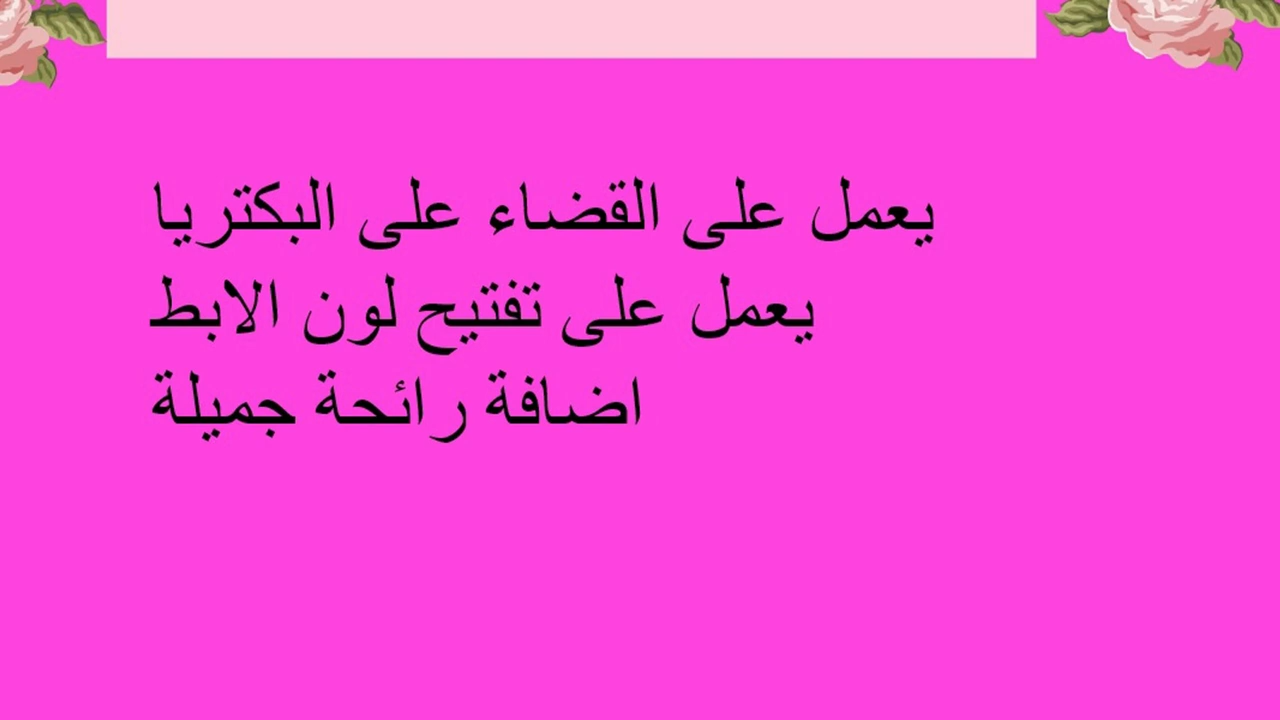 يعمل على القضاء على البكتريا
يعمل على تفتيح لون الابط
اضافة رائحة جميلة